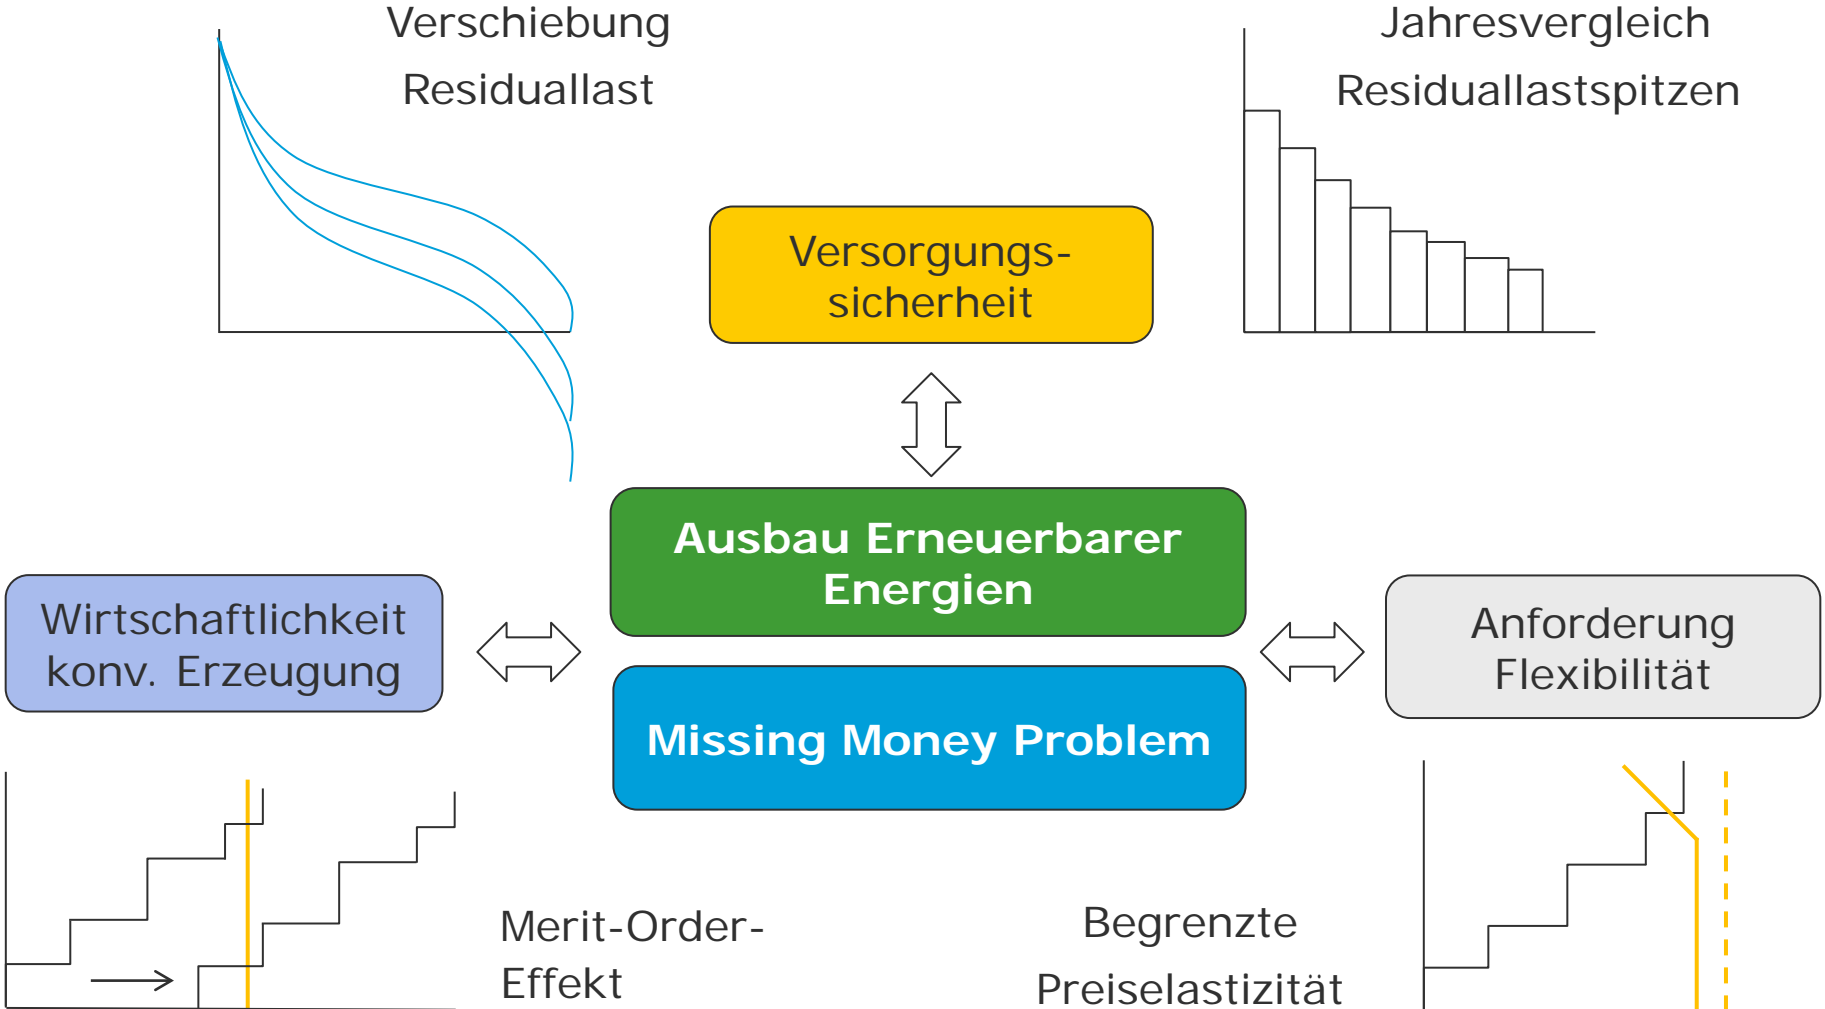 Verschiebung
Residuallast
Jahresvergleich
Residuallastspitzen
Versorgungs-
sicherheit
Ausbau Erneuerbarer
Energien
Wirtschaftlichkeit
konv. Erzeugung
Anforderung
Flexibilität
Missing Money Problem
Merit-Order-
Effekt
Begrenzte
Preiselastizität